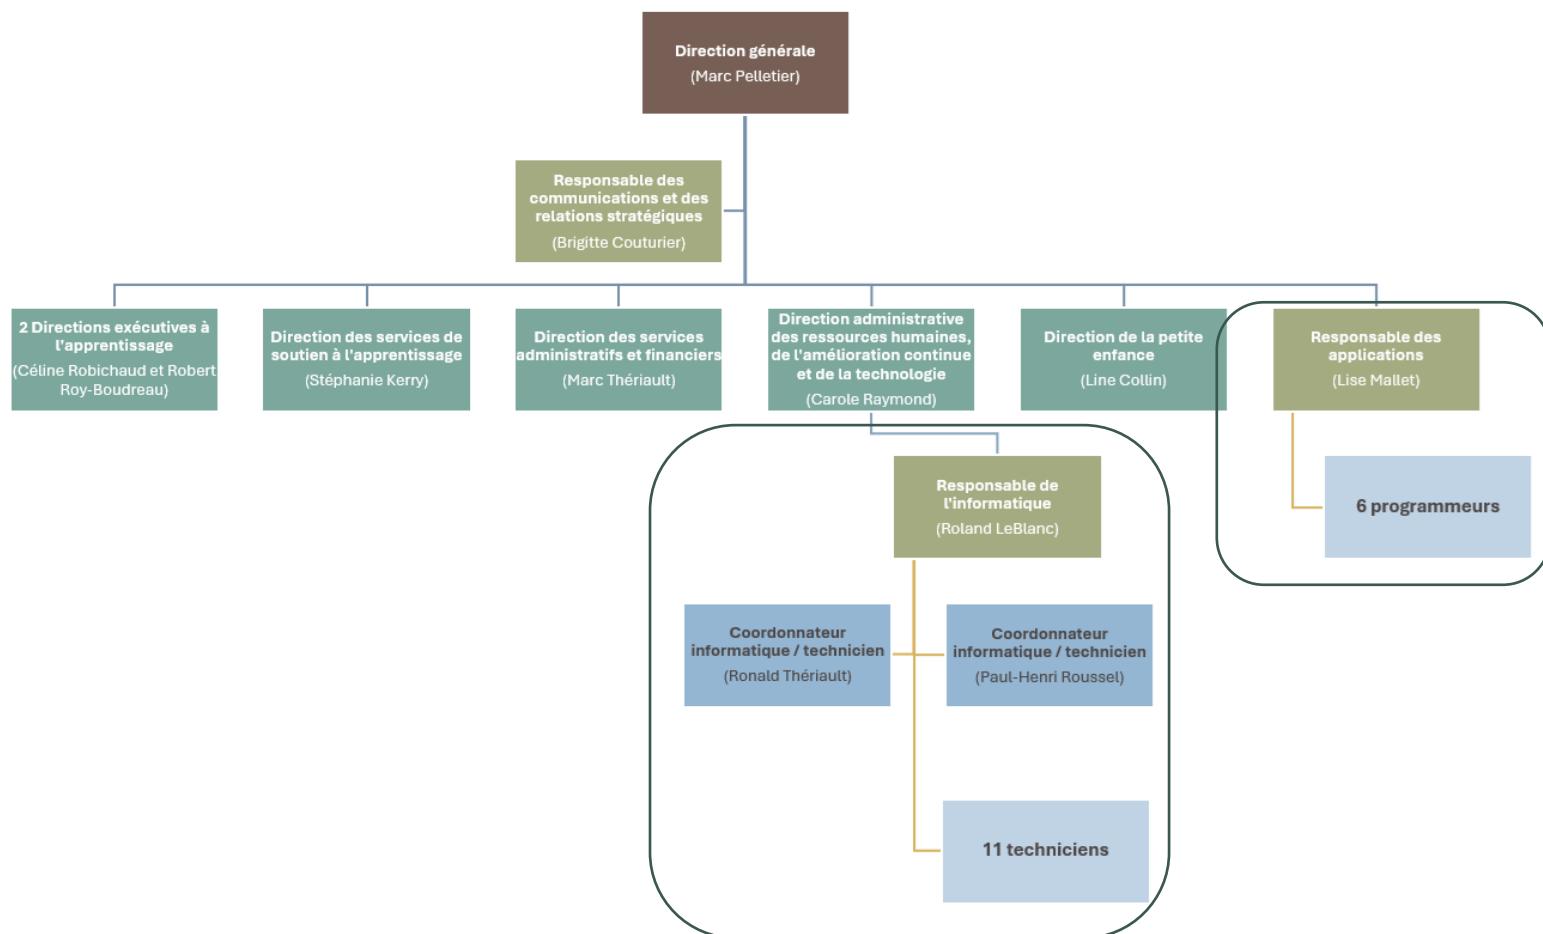 Direction générale
(Marc Pelletier)
Responsable des
communications et des
relations stratégiques
(Brigitte Couturier)
2 Directions exécutives à
l'apprentissage
(Céline Robichaud et Robert
Roy-Boudreau)
Direction des services de
soutien à l'apprentissage
(Stéphanie Kerry)
Direction des services
administratifs et financiers
(Marc Thériault)
Direction administrative
des ressources humaines,
de l'amélioration continue
et de la technologie
(Carole Raymond)
Direction de la petite
enfance
(Line Collin)
Responsable des
applications
(Lise Mallet)
Responsable de
l'informatique
(Roland LeBlanc)
6 programmeurs
Coordonnateur
informatique / technicien
(Ronald Thériault)
Coordonnateur
informatique / technicien
(Paul-Henri Roussel)
11 techniciens